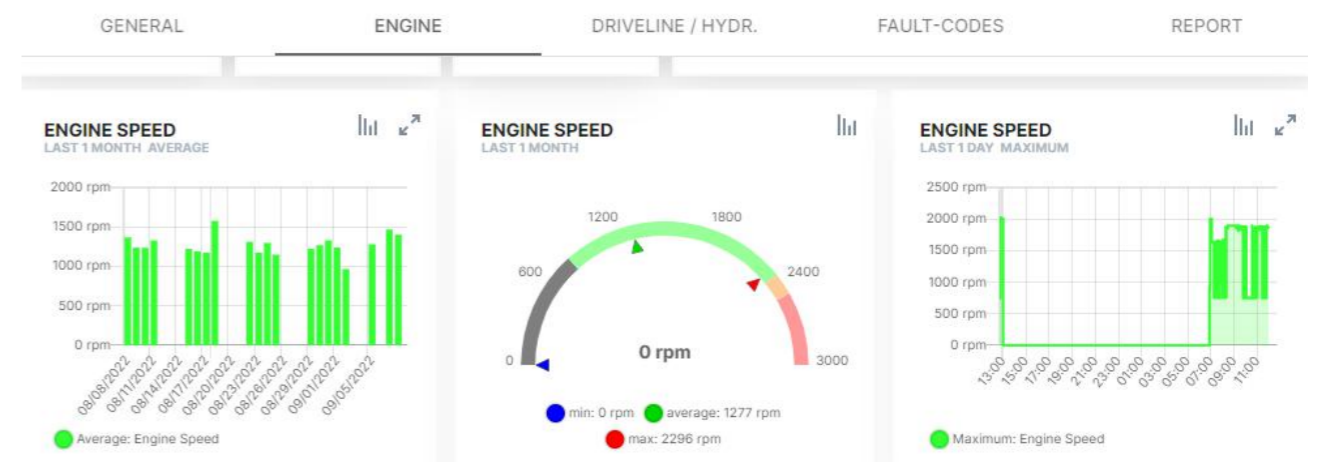 GENERAL ENGINE DRIVELINE / HYDR. FAULT-CODES REPORT
ENGINE SPEED
LAST 1 MONTH AVERAGE
2000 rpm
1500 rpm
1000 rpm
500 rpm
0 rpm
08/08/2022
08/11/2022
08/14/2022
08/17/2022
08/20/2022
08/23/2022
08/26/2022
08/29/2022
09/01/2022
09/05/2022
Average: Engine Speed
ENGINE SPEED
LAST 1 MONTH
0
600
1200
1800
2400
3000
0 rpm
min: 0 rpm average: 1277 rpm
max: 2296 rpm
ENGINE SPEED
LAST 1 DAY MAXIMUM
2500 rpm
2000 rpm
1500 rpm
1000 rpm
500 rpm
0 rpm
13:00
15:00
17:00
19:00
21:00
23:00
01:00
03:00
05:00
07:00
09:00
11:00
Maximum: Engine Speed